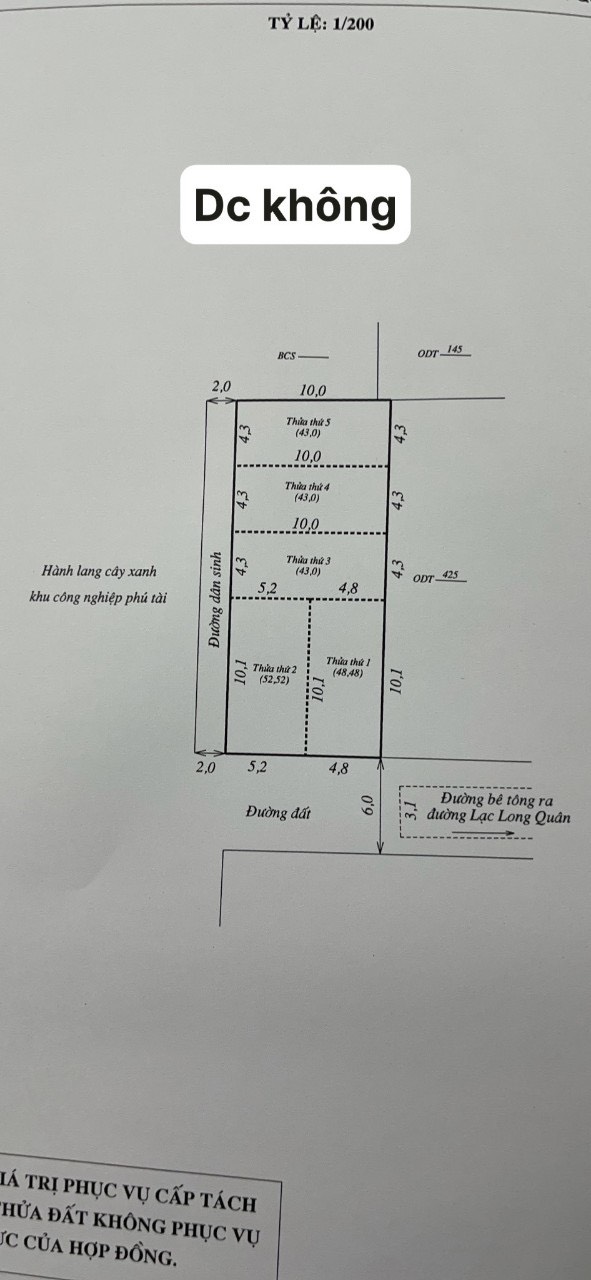 TỶ LỆ: 1/200
Dc không
BCS
ODT 145
2,0
10,0
Thửa thứ 5
(43,0)
4,3
4,3
10,0
Thửa thứ 4
(43,0)
4,3
4,3
10,0
Thửa thứ 3
(43,0)
4,3
4,3
ODT 425
Hành lang cây xanh
khu công nghiệp phú tài
Đường dân sinh
5,2
4,8
Thửa thứ 2
(52,52)
Thửa thứ 1
(48,48)
10,1
10,1
10,1
2,0
5,2
4,8
Đường đất
6,0
3,1
Đường bê tông ra
đường Lạc Long Quân
IÁ TRỊ PHỤC VỤ CẤP TÁCH
THỬA ĐẤT KHÔNG PHỤC VỤ
ỰC CỦA HỢP ĐỒNG.